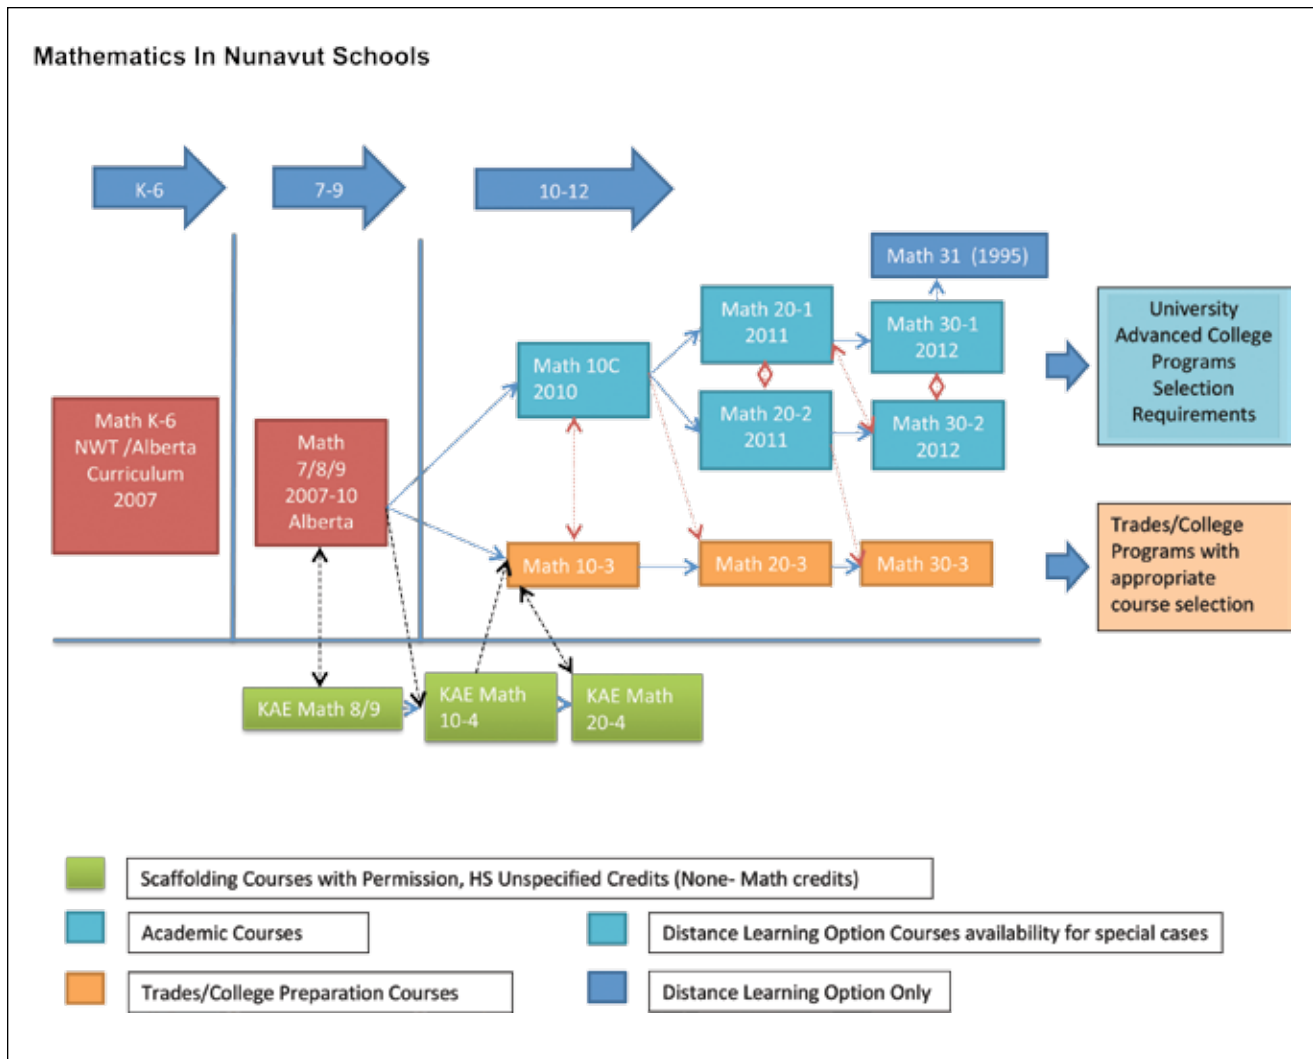 Mathematics In Nunavut Schools
K-6
7-9
10-12
Math 31 (1995)
Math 20-1
2011
Math 30-1
2012
University
Advanced College
Programs
Selection
Requirements
Math 10C
2010
Math 20-2
2011
Math 30-2
2012
Math K-6
NWT /Alberta
Curriculum
2007
Math
7/8/9
2007-10
Alberta
Math 10-3
Math 20-3
Math 30-3
Trades/College
Programs with
appropriate
course selection
KAE Math 8/9
KAE Math
10-4
KAE Math
20-4
Scaffolding Courses with Permission, HS Unspecified Credits (None- Math credits)
Academic Courses
Distance Learning Option Courses availability for special cases
Trades/College Preparation Courses
Distance Learning Option Only